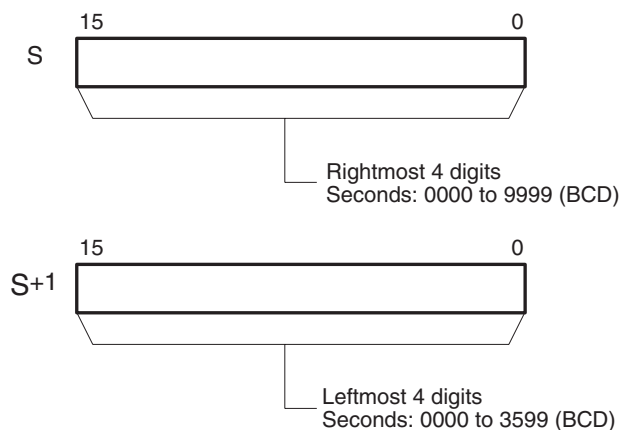 15 0
S
Rightmost 4 digits
Seconds: 0000 to 9999 (BCD)
15 0
S+1
Leftmost 4 digits
Seconds: 0000 to 3599 (BCD)